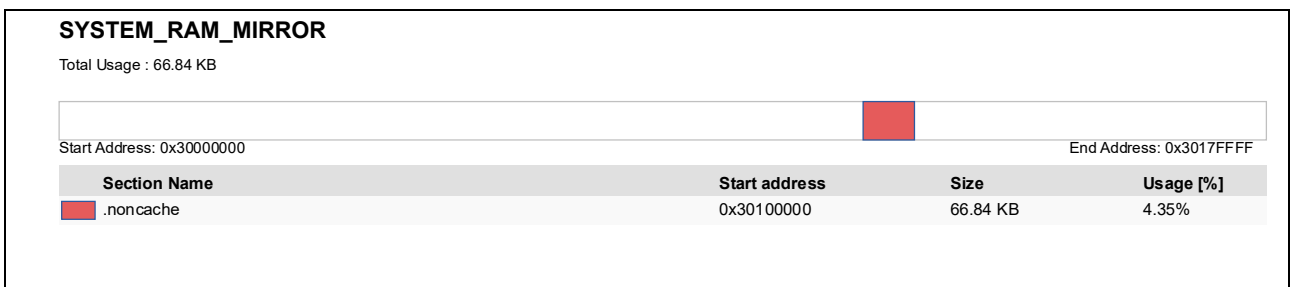 SYSTEM_RAM_MIRROR
Total Usage : 66.84 KB
Start Address: 0x30000000 End Address: 0x3017FFFF
Section Name Start address Size Usage [%]
.noncache 0x30100000 66.84 KB 4.35%